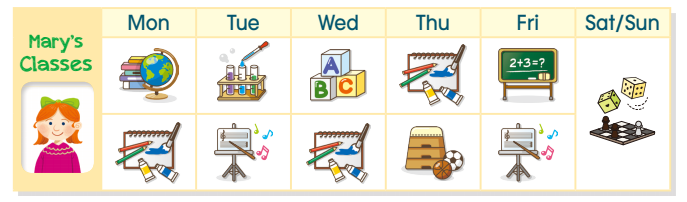 Mon Tue Wed Thu Fri Sat/Sun
Mary's
Classes
A
B C
2+3=?